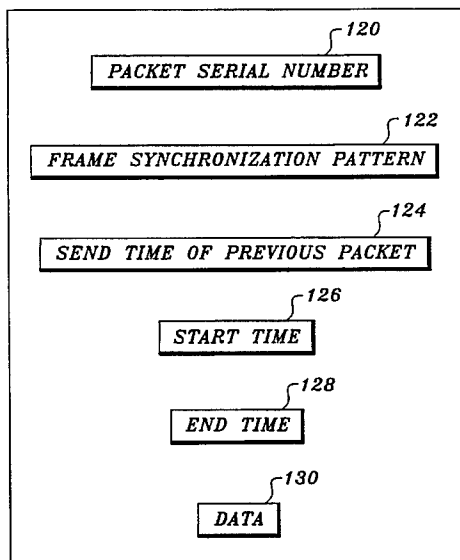 120
PACKET SERIAL NUMBER
122
FRAME SYNCHRONIZATION PATTERN
124
SEND TIME OF PREVIOUS PACKET
126
START TIME
128
END TIME
130
DATA